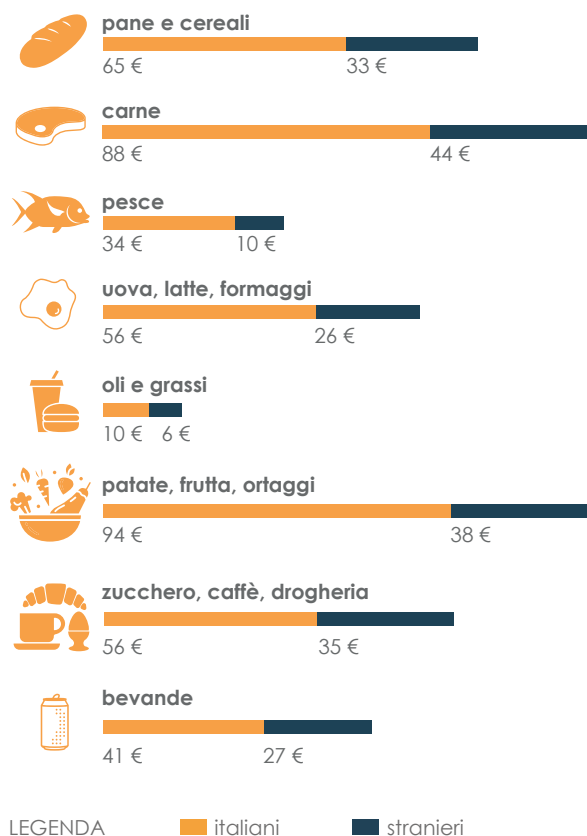 pane e cereali
65 € 33 €
carne
88 € 44 €
pesce
34 € 10 €
uova, latte, formaggi
56 € 26 €
oli e grassi
10 € 6 €
patate, frutta, ortaggi
94 € 38 €
zucchero, caffè, drogheria
56 € 35 €
bevande
41 € 27 €
LEGENDA italiani stranieri